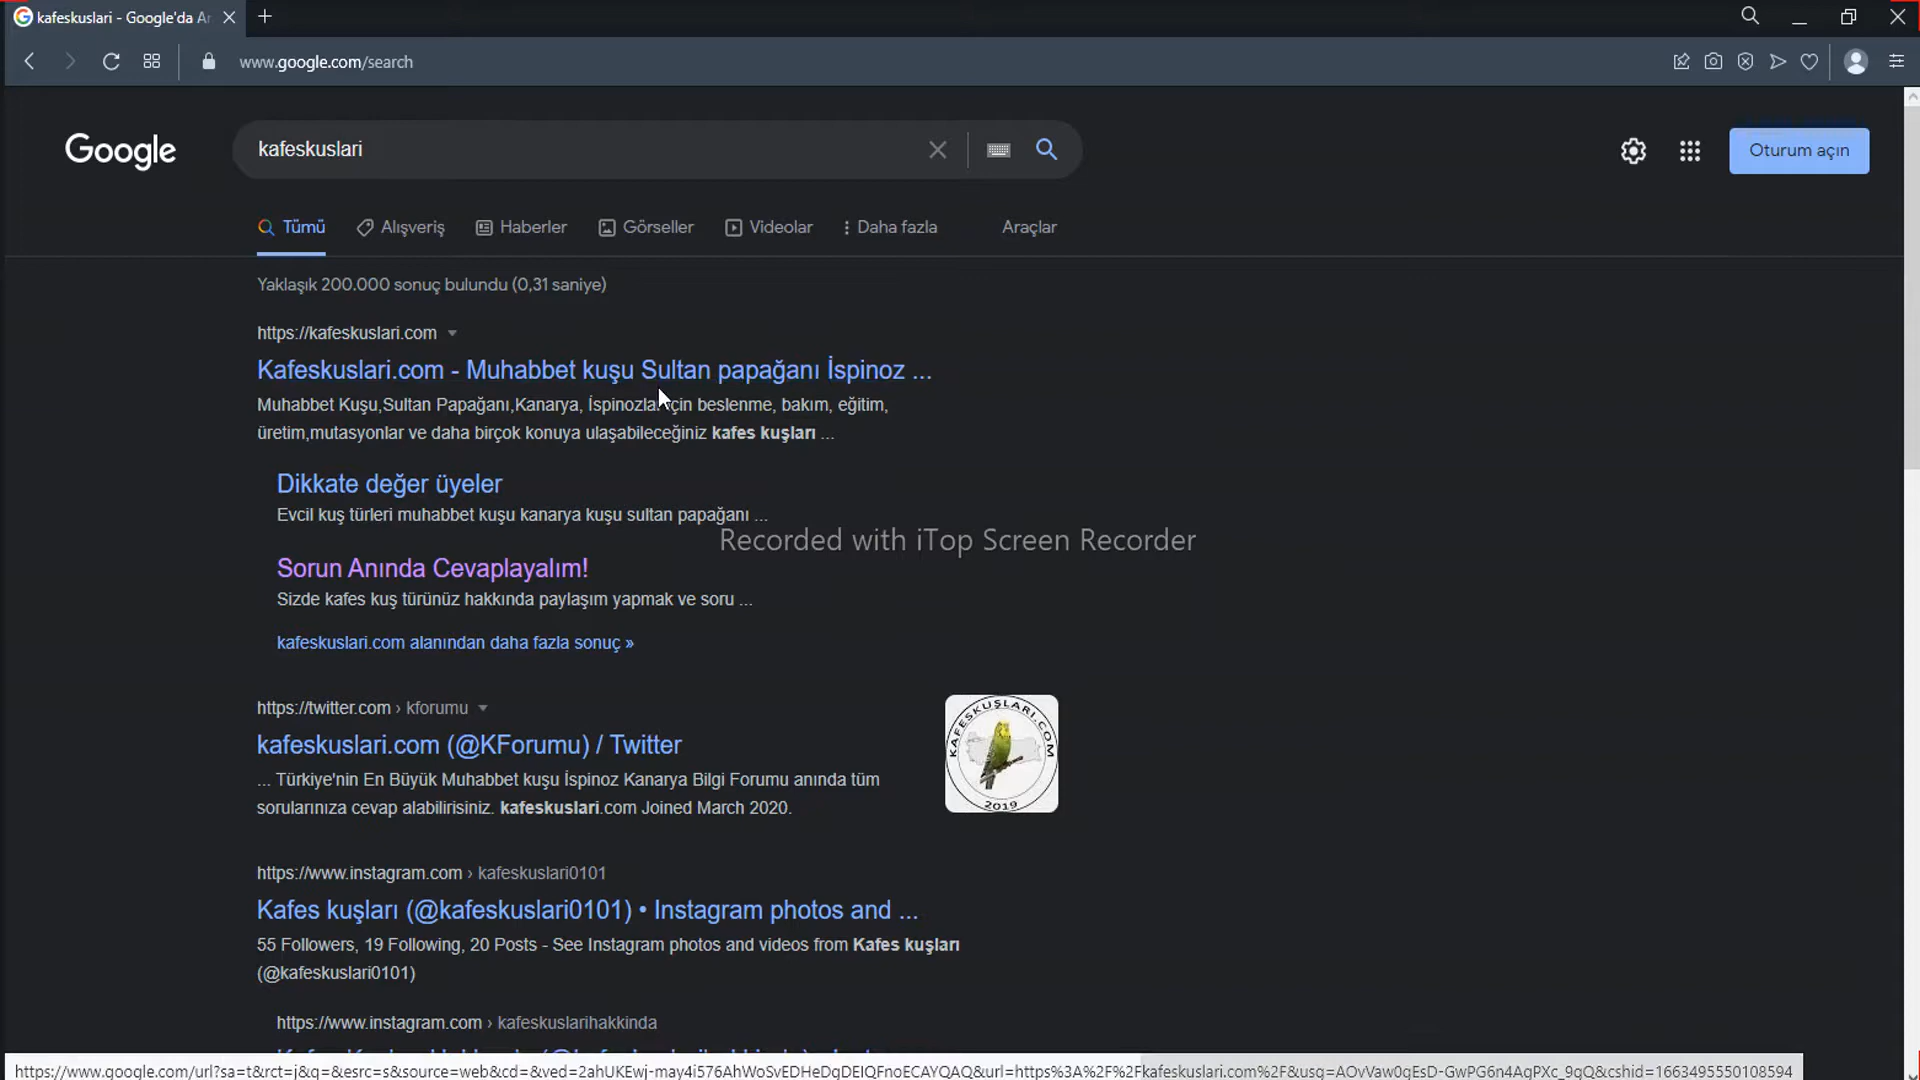 kafeskuslari - Google'da Ar
www.google.com/search
Google
kafeskuslari
Oturum açın
Tümü
Alışveriş
Haberler
Görseller
Videolar
Daha fazla
Araçlar
Yaklaşık 200.000 sonuç bulundu (0,31 saniye)
https://kafeskuslari.com
Kafeskuslari.com - Muhabbet kuşu Sultan papağanı İspinoz ...
Muhabbet Kuşu,Sultan Papağanı,Kanarya, İspinozlar için beslenme, bakım, eğitim,
üretim,mutasyonlar ve daha birçok konuya ulaşabileceğiniz kafes kuşları ...
Dikkate değer üyeler
Evcil kuş türleri muhabbet kuşu kanarya kuşu sultan papağanı ...
Recorded with iTop Screen Recorder
Sorun Anında Cevaplayalım!
Sizde kafes kuş türünüz hakkında paylaşım yapmak ve soru ...
kafeskuslari.com alanından daha fazla sonuç »
https://twitter.com › kforumu
kafeskuslari.com (@KForumu) / Twitter
... Türkiye'nin En Büyük Muhabbet kuşu İspinoz Kanarya Bilgi Forumu anında tüm
sorularınıza cevap alabilirsiniz. kafeskuslari.com Joined March 2020.
KAFESKUŞLARI.COM
2019
https://www.instagram.com › kafeskuslari0101
Kafes kuşları (@kafeskuslari0101) • Instagram photos and ...
55 Followers, 19 Following, 20 Posts - See Instagram photos and videos from Kafes kuşları
(@kafeskuslari0101)
https://www.instagram.com › kafeskuslarihakkinda
https://www.google.com/url?sa=t&rct=j&q=&esrc=s&source=web&cd=&ved=2ahUKEwj-may4i576AhWoSvEDHeDqDEIQFnoECAYQAQ&url=https%3A%2F%2Fkafeskuslari.com%2F&usg=AOvVaw0qEsD-GwPG6n4AqPXc_9qQ&cshid=1663495550108594